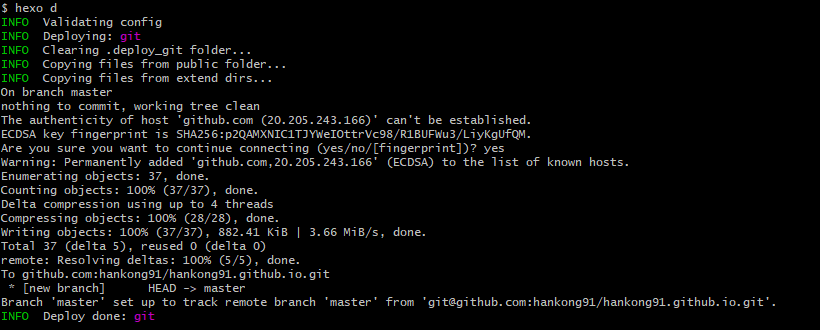 $ hexo d
INFO  Validating config
INFO  Deploying: git
INFO  Clearing .deploy_git folder...
INFO  Copying files from public folder...
INFO  Copying files from extend dirs...
On branch master
nothing to commit, working tree clean
The authenticity of host 'github.com (20.205.243.166)' can't be established.
ECDSA key fingerprint is SHA256:p2QAMXNIC1TJYWeIOttrVc98/R1BUFWu3/LiyKgUfQM.
Are you sure you want to continue connecting (yes/no/[fingerprint])? yes
Warning: Permanently added 'github.com,20.205.243.166' (ECDSA) to the list of known hosts.
Enumerating objects: 37, done.
Counting objects: 100% (37/37), done.
Delta compression using up to 4 threads
Compressing objects: 100% (28/28), done.
Writing objects: 100% (37/37), 882.41 KiB | 3.66 MiB/s, done.
Total 37 (delta 5), reused 0 (delta 0)
remote: Resolving deltas: 100% (5/5), done.
To github.com:hankong91/hankong91.github.io.git
 * [new branch]      HEAD -> master
Branch 'master' set up to track remote branch 'master' from 'git@github.com:hankong91/hankong91.github.io.git'.
INFO  Deploy done: git